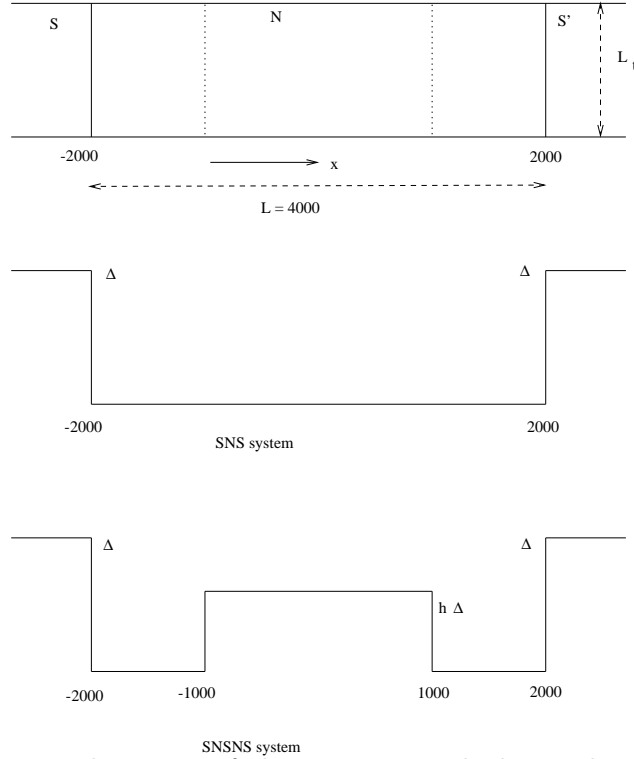 S N S'
L t
-2000 2000
x
L = 4000
Δ Δ
-2000 2000
SNS system
Δ Δ
h Δ
-2000 -1000 1000 2000
SNSNS system